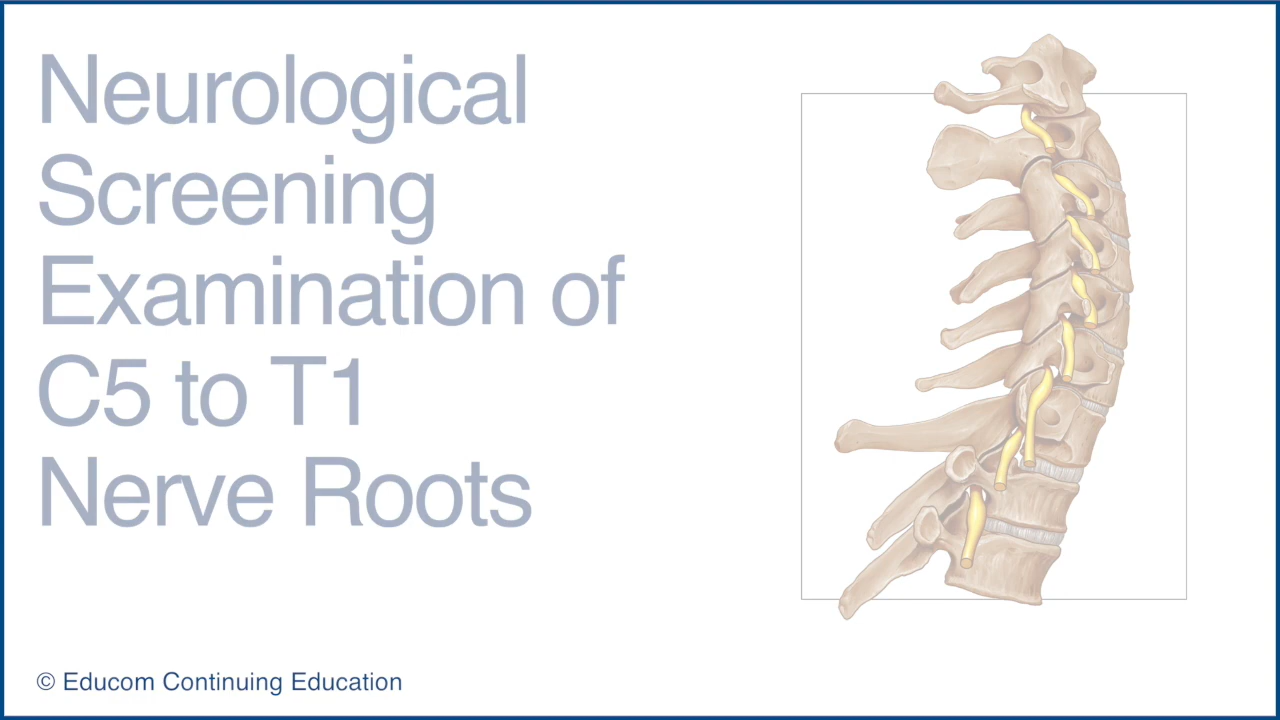 Neurological
Screening
Examination of
C5 to T1
Nerve Roots
© Educom Continuing Education